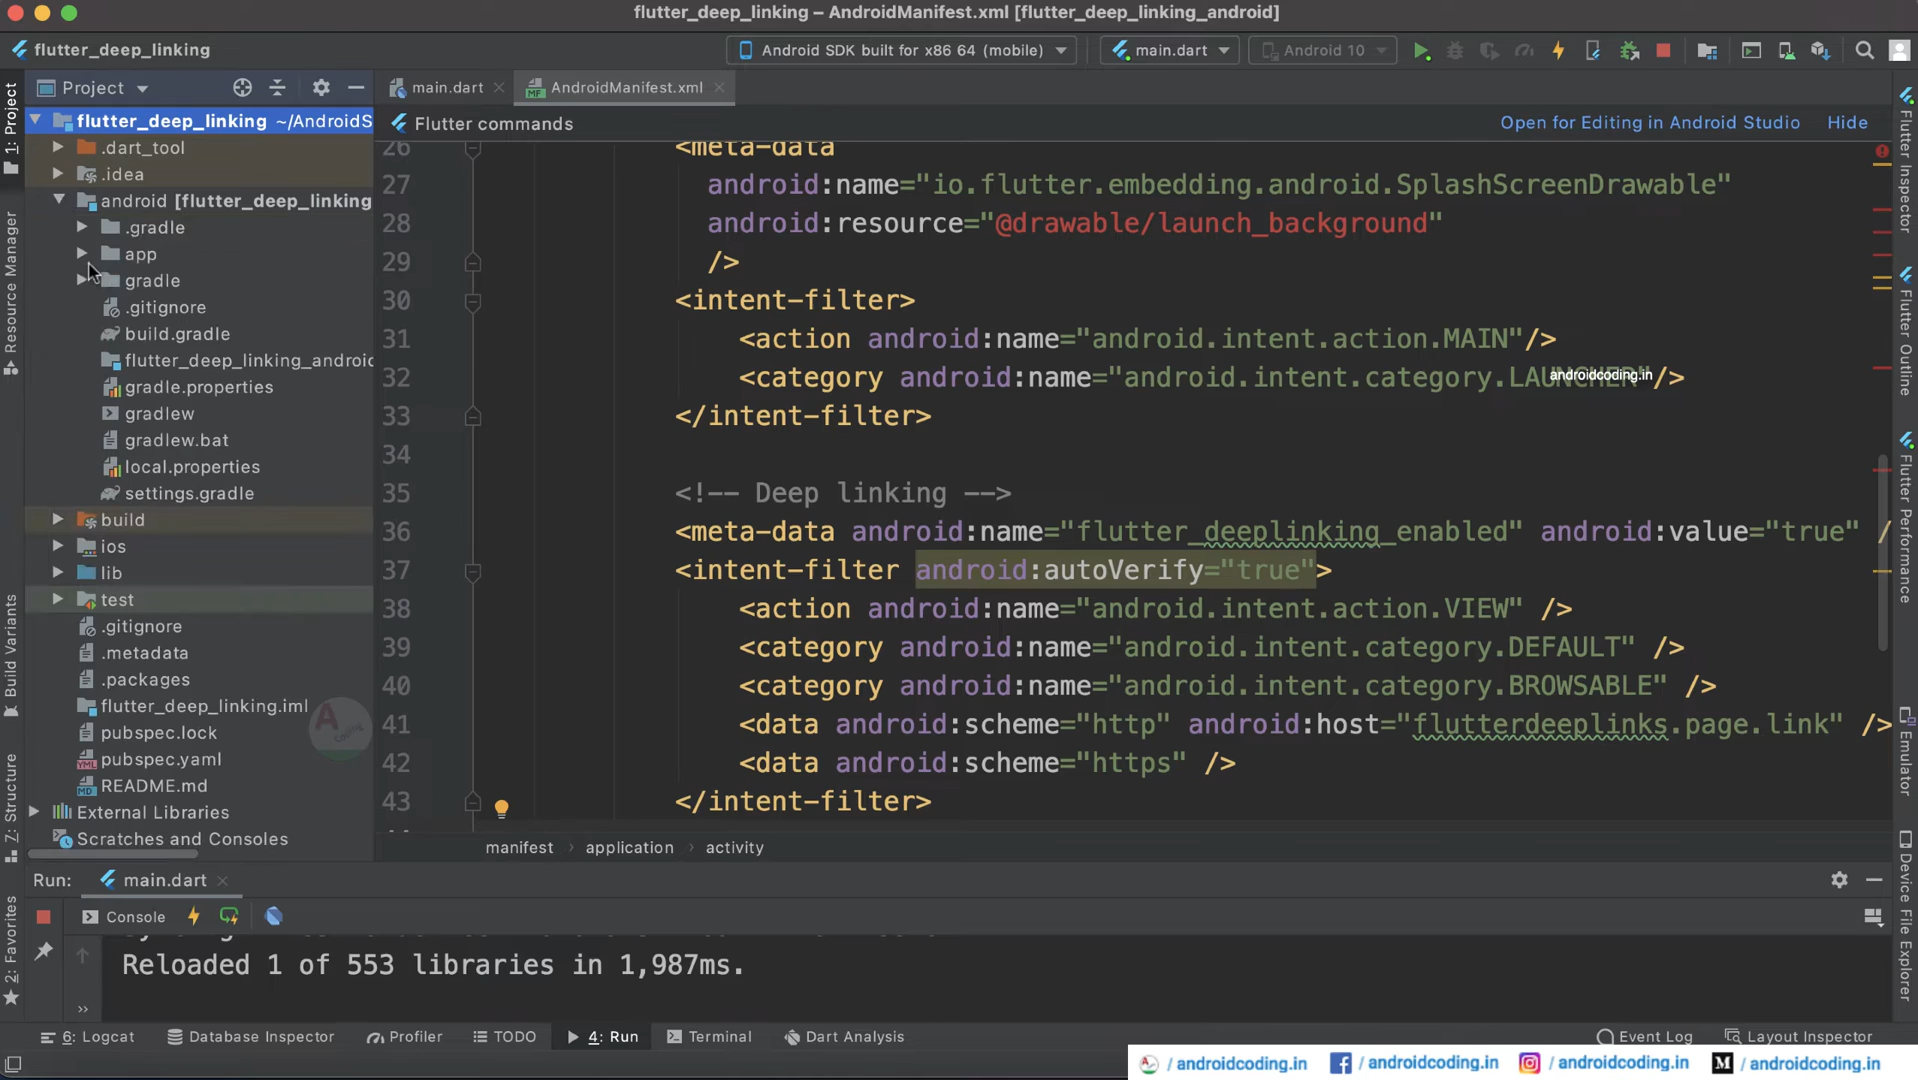 flutter_deep_linking – AndroidManifest.xml [flutter_deep_linking_android]
flutter_deep_linking
Android SDK built for x86 64 (mobile)
main.dart
Android 10
Project
main.dart
AndroidManifest.xml
Flutter commands
Open for Editing in Android Studio
Hide
1: Project
Resource Manager
Build Variants
7: Structure
2: Favorites
flutter_deep_linking ~/AndroidS
.dart_tool
.idea
android [flutter_deep_linking
.gradle
app
gradle
.gitignore
build.gradle
flutter_deep_linking_android
gradle.properties
gradlew
gradlew.bat
local.properties
settings.gradle
build
ios
lib
test
.gitignore
.metadata
.packages
flutter_deep_linking.iml
pubspec.lock
pubspec.yaml
README.md
External Libraries
Scratches and Consoles
26 <meta-data
27 android:name="io.flutter.embedding.android.SplashScreenDrawable"
28 android:resource="@drawable/launch_background"
29 />
30 <intent-filter>
31 <action android:name="android.intent.action.MAIN"/>
32 <category android:name="android.intent.category.LAUNCHER"/>
androidcoding.in
33 </intent-filter>
34
35 <!-- Deep linking -->
36 <meta-data android:name="flutter_deeplinking_enabled" android:value="true" /
37 <intent-filter android:autoVerify="true">
38 <action android:name="android.intent.action.VIEW" />
39 <category android:name="android.intent.category.DEFAULT" />
40 <category android:name="android.intent.category.BROWSABLE" />
41 <data android:scheme="http" android:host="flutterdeeplinks.page.link" />
42 <data android:scheme="https" />
43 </intent-filter>
manifest › application › activity
Flutter Inspector
Flutter Outline
Flutter Performance
Emulator
Device File Explorer
Run: main.dart
Console
Reloaded 1 of 553 libraries in 1,987ms.
6: Logcat
Database Inspector
Profiler
TODO
4: Run
Terminal
Dart Analysis
Event Log
Layout Inspector
/ androidcoding.in
/ androidcoding.in
/ androidcoding.in
/ androidcoding.in